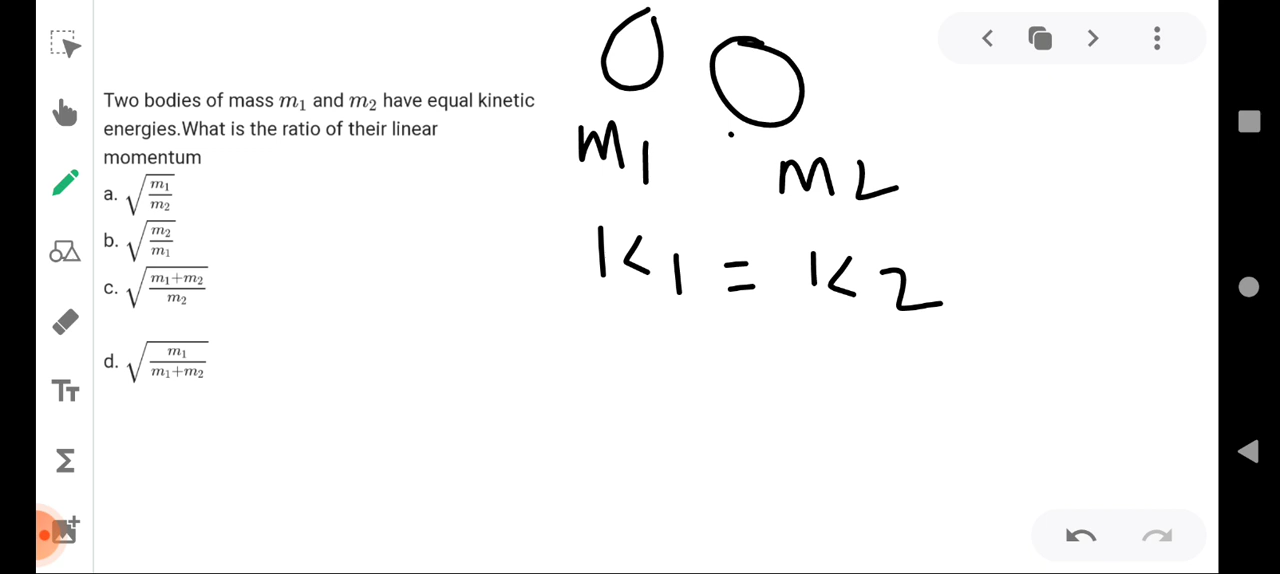 Two bodies of mass m₁ and m₂ have equal kinetic
energies.What is the ratio of their linear
momentum
a. √(m₁/m₂)
b. √(m₂/m₁)
c. √((m₁+m₂)/m₂)
d. √(m₁/(m₁+m₂))
m1
m2
K1 = K2
Tт
Σ